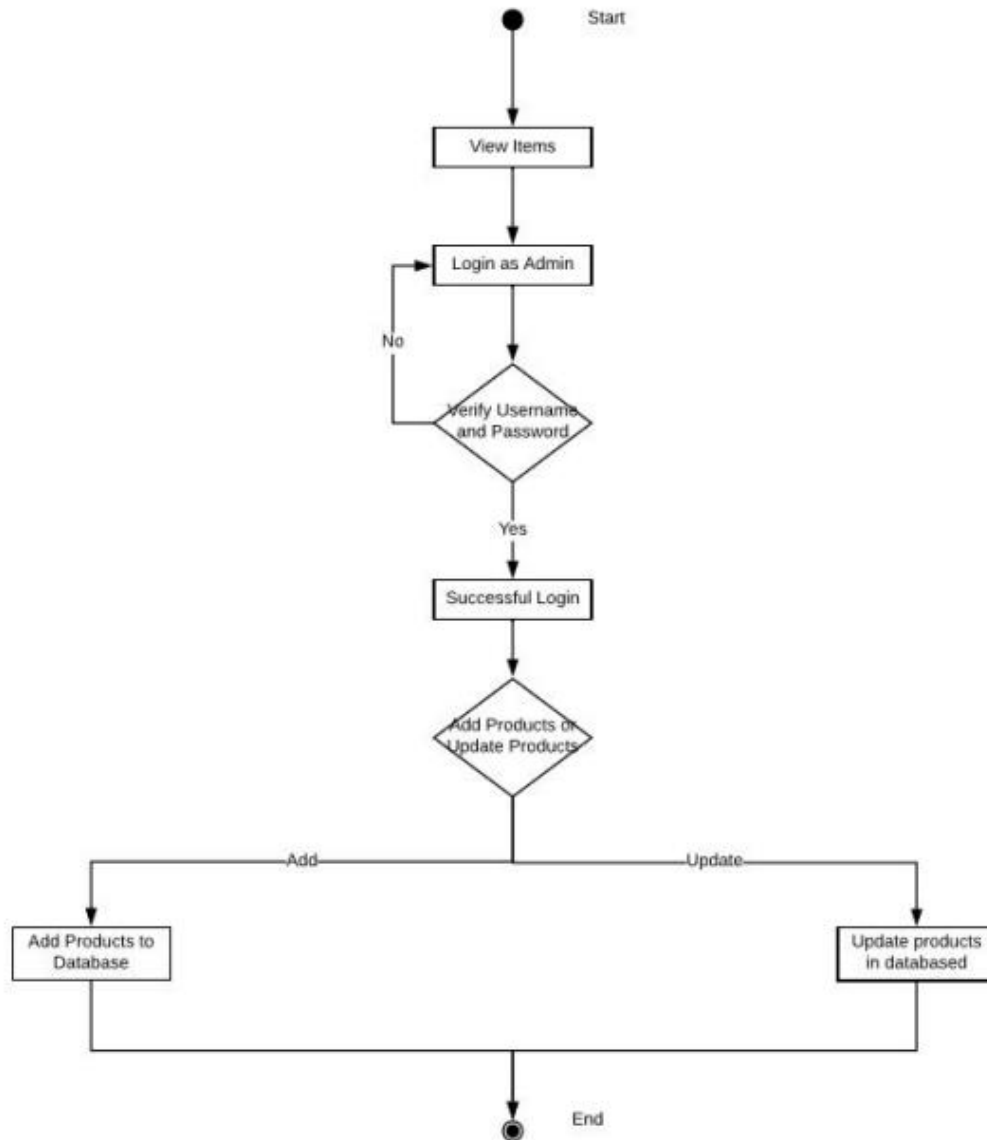 Start
View Items
Login as Admin
No
Verify Username
and Password
Yes
Successful Login
Add Products or
Update Products
Add
Update
Add Products to
Database
Update products
in databased
End